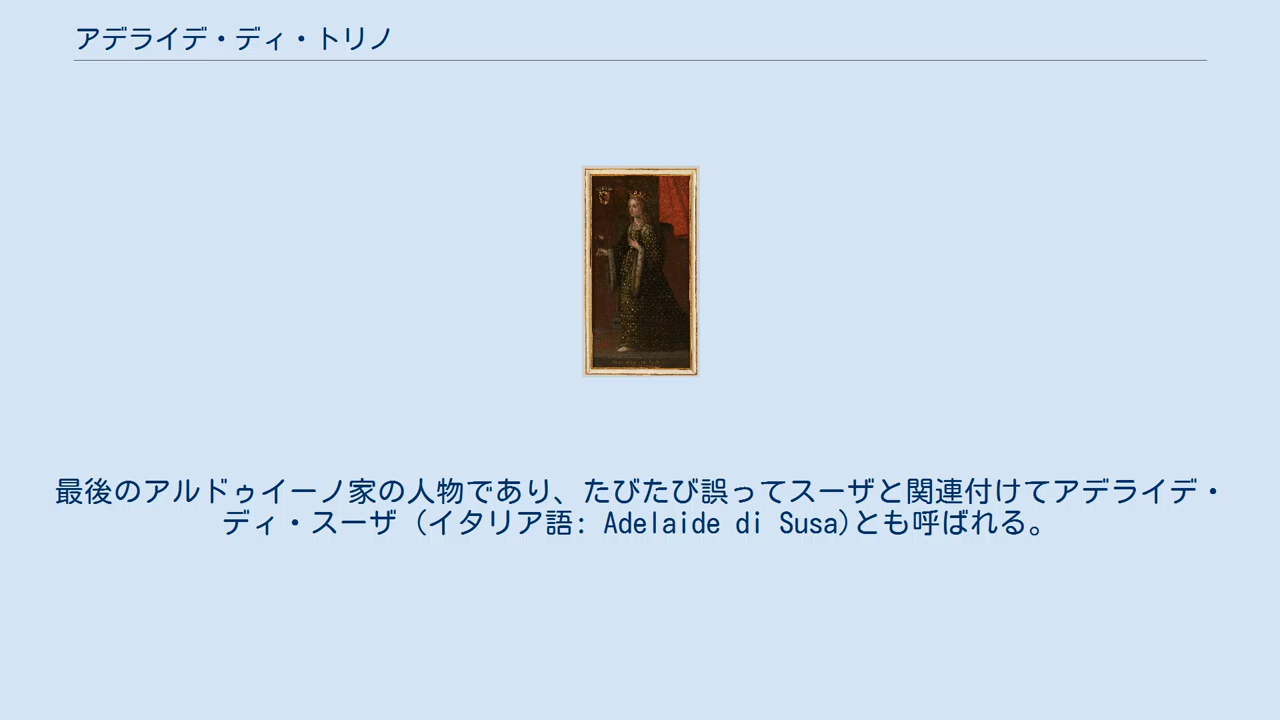 アデライデ・ディ・トリノ
最後のアルドゥイーノ家の人物であり、たびたび誤ってスーザと関連付けてアデライデ・
ディ・スーザ (イタリア語: Adelaide di Susa)とも呼ばれる。